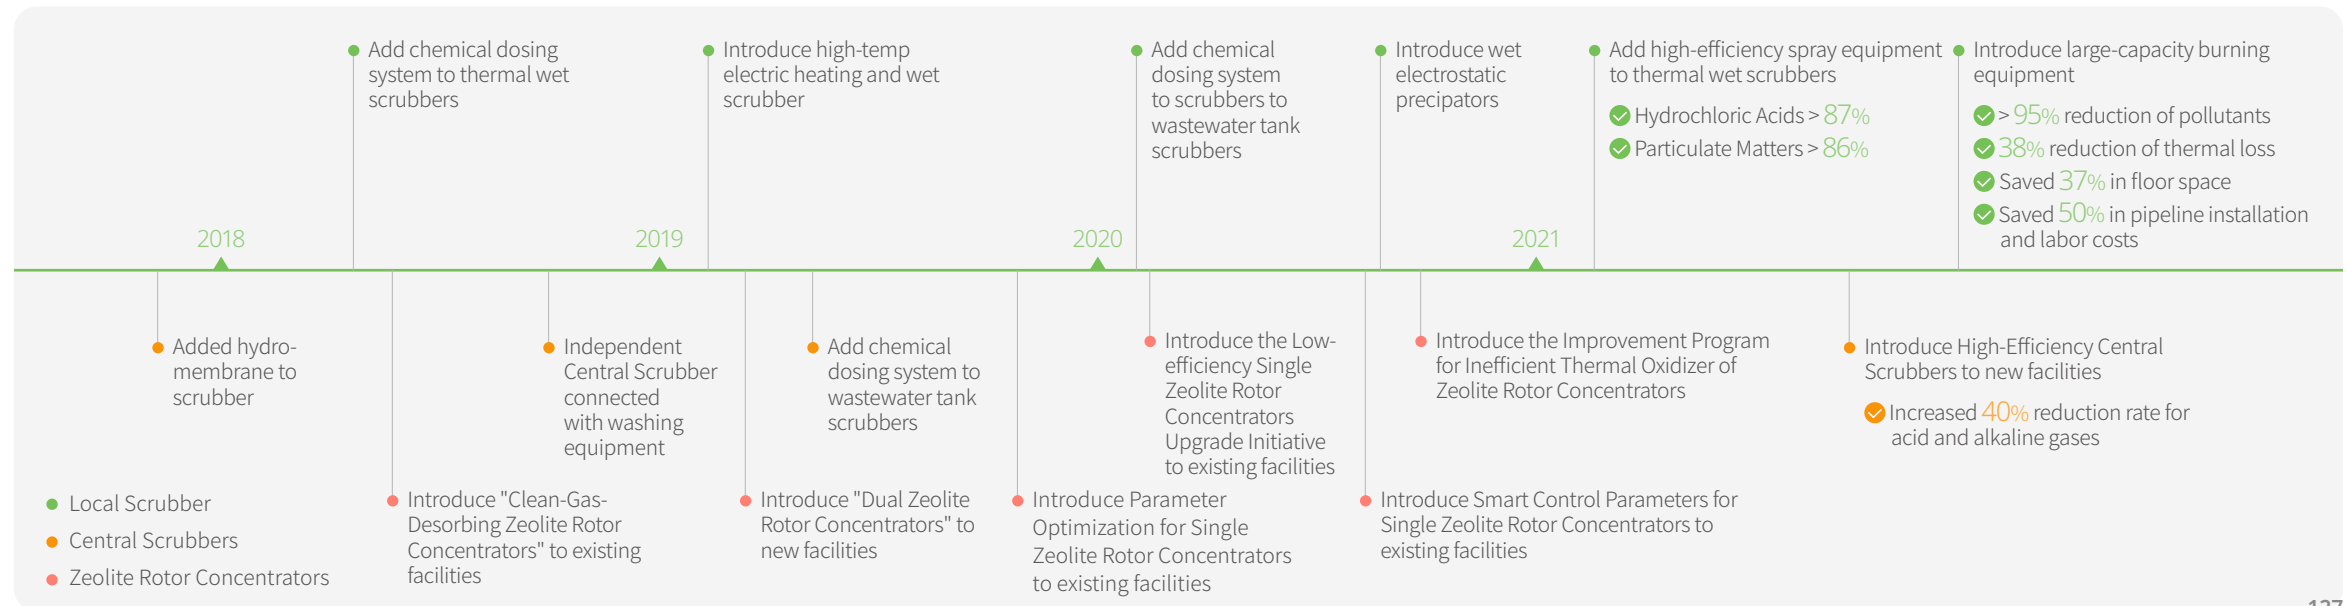 Add chemical dosing
system to thermal wet
scrubbers
Introduce high-temp
electric heating and wet
scrubber
Add chemical
dosing system
to scrubbers to
wastewater tank
scrubbers
Introduce wet
electrostatic
precipators
Add high-efficiency spray equipment
to thermal wet scrubbers
Hydrochloric Acids > 87%
Particulate Matters > 86%
Introduce large-capacity burning
equipment
> 95% reduction of pollutants
38% reduction of thermal loss
Saved 37% in floor space
Saved 50% in pipeline installation
and labor costs
2018
2019
2020
2021
Added hydro-
membrane to
scrubber
Independent
Central Scrubber
connected
with washing
equipment
Add chemical
dosing system to
wastewater tank
scrubbers
Introduce the Low-
efficiency Single
Zeolite Rotor
Concentrators
Upgrade Initiative
to existing facilities
Introduce the Improvement Program
for Inefficient Thermal Oxidizer of
Zeolite Rotor Concentrators
Introduce High-Efficiency Central
Scrubbers to new facilities
Increased 40% reduction rate for
acid and alkaline gases
Local Scrubber
Central Scrubbers
Zeolite Rotor Concentrators
Introduce "Clean-Gas-
Desorbing Zeolite Rotor
Concentrators" to existing
facilities
Introduce "Dual Zeolite
Rotor Concentrators" to
new facilities
Introduce Parameter
Optimization for Single
Zeolite Rotor Concentrators
to existing facilities
Introduce Smart Control Parameters for
Single Zeolite Rotor Concentrators to
existing facilities